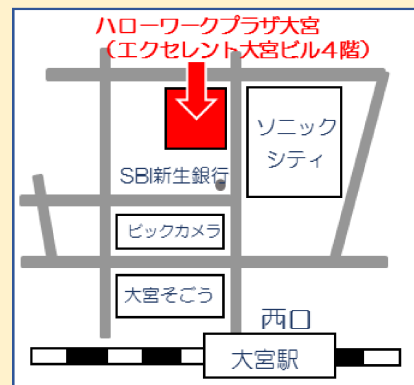 ハローワークプラザ大宮
（エクセレント大宮ビル4階）
ソニック
シティ
SBI新生銀行
ビックカメラ
大宮そごう
西口
大宮駅